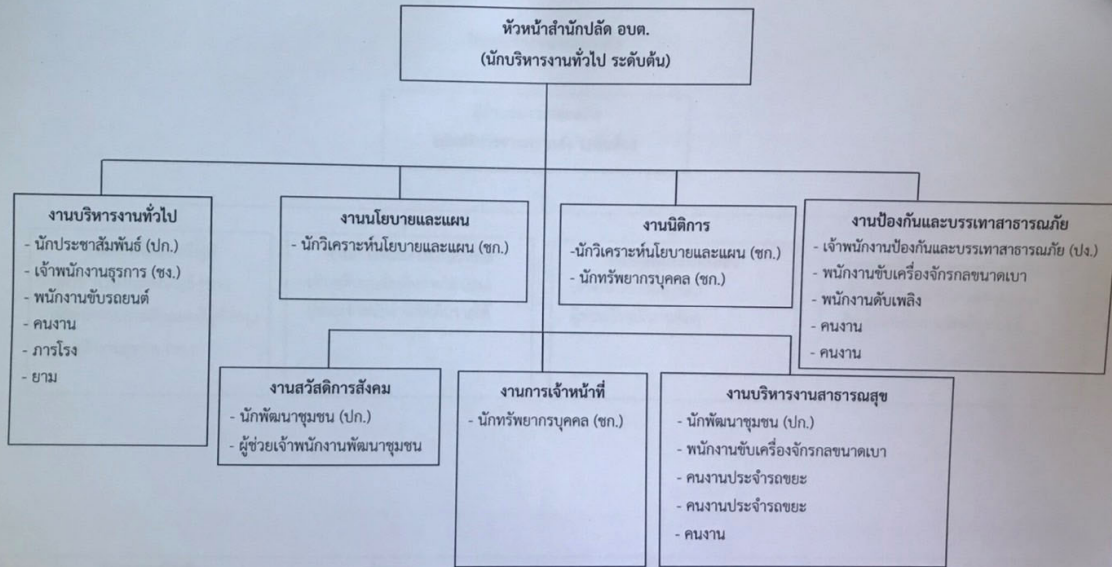 หัวหน้าสำนักปลัด อบต.
(นักบริหารงานทั่วไป ระดับต้น)
งานบริหารงานทั่วไป
- นักประชาสัมพันธ์ (ปก.)
- เจ้าพนักงานธุรการ (ชง.)
- พนักงานขับรถยนต์
- คนงาน
- ภารโรง
- ยาม
งานนโยบายและแผน
- นักวิเคราะห์นโยบายและแผน (ชก.)
งานนิติการ
-นักวิเคราะห์นโยบายและแผน (ชก.)
- นักทรัพยากรบุคคล (ชก.)
งานป้องกันและบรรเทาสาธารณภัย
- เจ้าพนักงานป้องกันและบรรเทาสาธารณภัย (ปง.)
- พนักงานขับเครื่องจักรกลขนาดเบา
- พนักงานดับเพลิง
- คนงาน
- คนงาน
งานสวัสดิการสังคม
- นักพัฒนาชุมชน (ปก.)
- ผู้ช่วยเจ้าพนักงานพัฒนาชุมชน
งานการเจ้าหน้าที่
- นักทรัพยากรบุคคล (ชก.)
งานบริหารงานสาธารณสุข
- นักพัฒนาชุมชน (ปก.)
- พนักงานขับเครื่องจักรกลขนาดเบา
- คนงานประจำรถขยะ
- คนงานประจำรถขยะ
- คนงาน